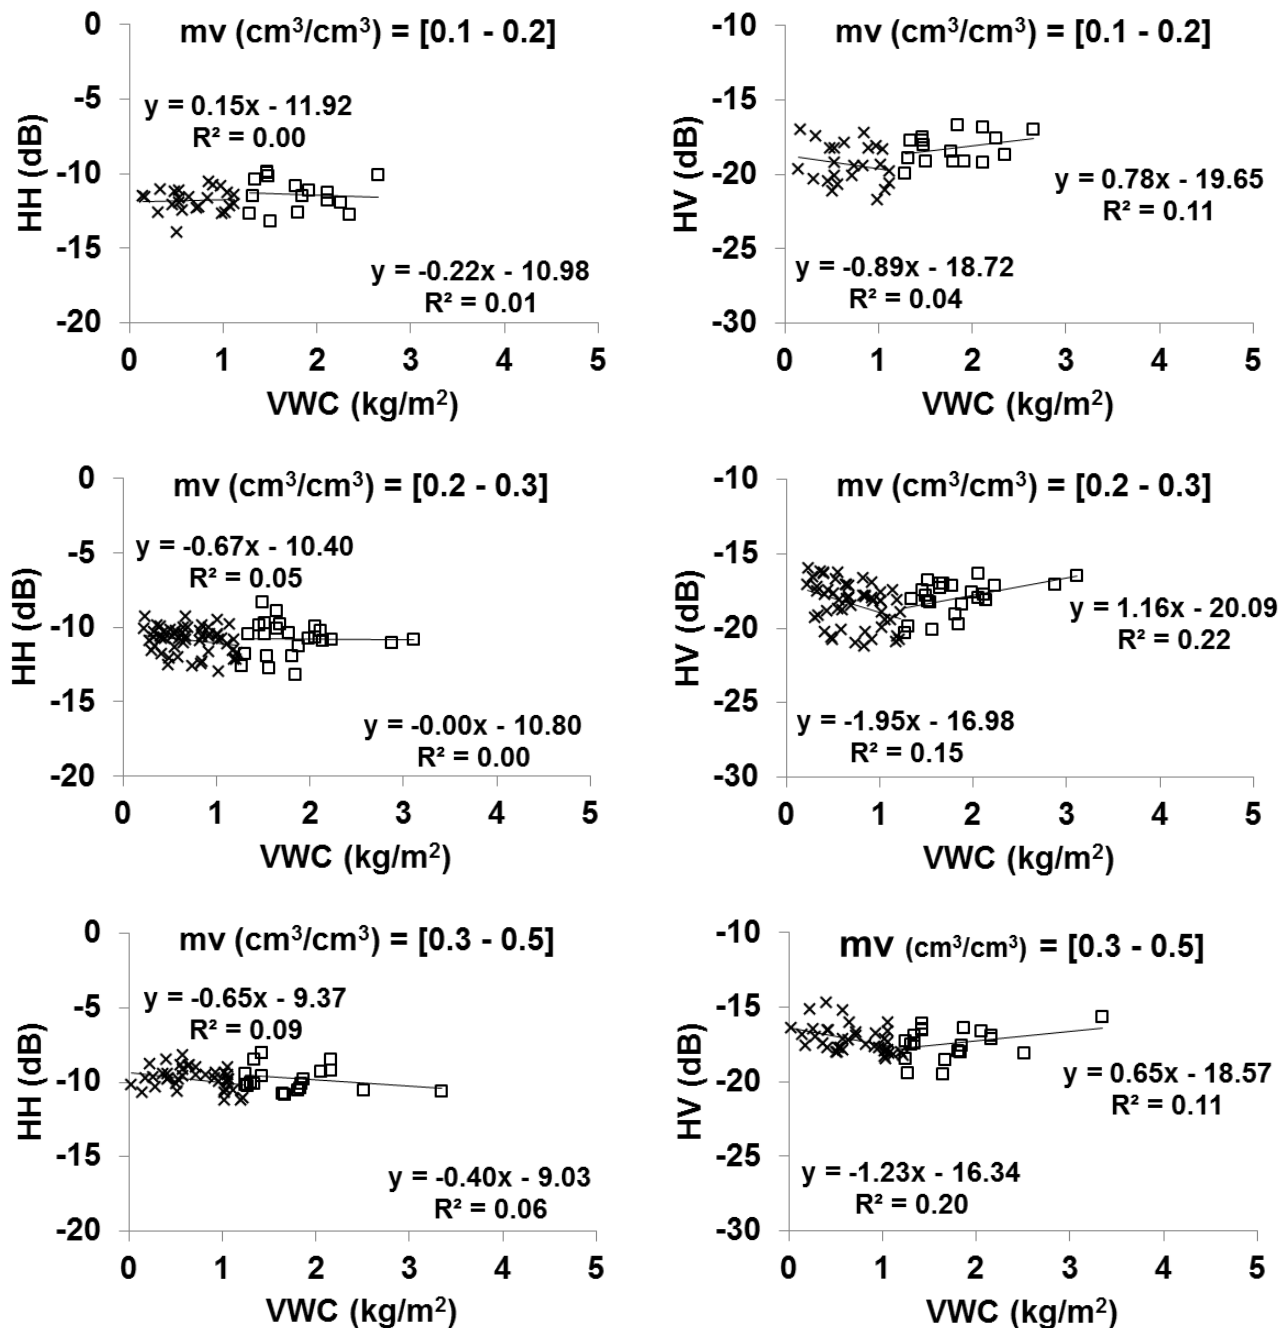 mv (cm³/cm³) = [0.1 - 0.2]
0
-5
-10
-15
-20
HH (dB)
y = 0.15x - 11.92
R² = 0.00
y = -0.22x - 10.98
R² = 0.01
0 1 2 3 4 5
VWC (kg/m²)
mv (cm³/cm³) = [0.1 - 0.2]
-10
-15
-20
-25
-30
HV (dB)
y = 0.78x - 19.65
R² = 0.11
y = -0.89x - 18.72
R² = 0.04
0 1 2 3 4 5
VWC (kg/m²)
mv (cm³/cm³) = [0.2 - 0.3]
0
-5
-10
-15
-20
HH (dB)
y = -0.67x - 10.40
R² = 0.05
y = -0.00x - 10.80
R² = 0.00
0 1 2 3 4 5
VWC (kg/m²)
mv (cm³/cm³) = [0.2 - 0.3]
-10
-15
-20
-25
-30
HV (dB)
y = 1.16x - 20.09
R² = 0.22
y = -1.95x - 16.98
R² = 0.15
0 1 2 3 4 5
VWC (kg/m²)
mv (cm³/cm³) = [0.3 - 0.5]
0
-5
-10
-15
-20
HH (dB)
y = -0.65x - 9.37
R² = 0.09
y = -0.40x - 9.03
R² = 0.06
0 1 2 3 4 5
VWC (kg/m²)
mv (cm³/cm³) = [0.3 - 0.5]
-10
-15
-20
-25
-30
HV (dB)
y = 0.65x - 18.57
R² = 0.11
y = -1.23x - 16.34
R² = 0.20
0 1 2 3 4 5
VWC (kg/m²)